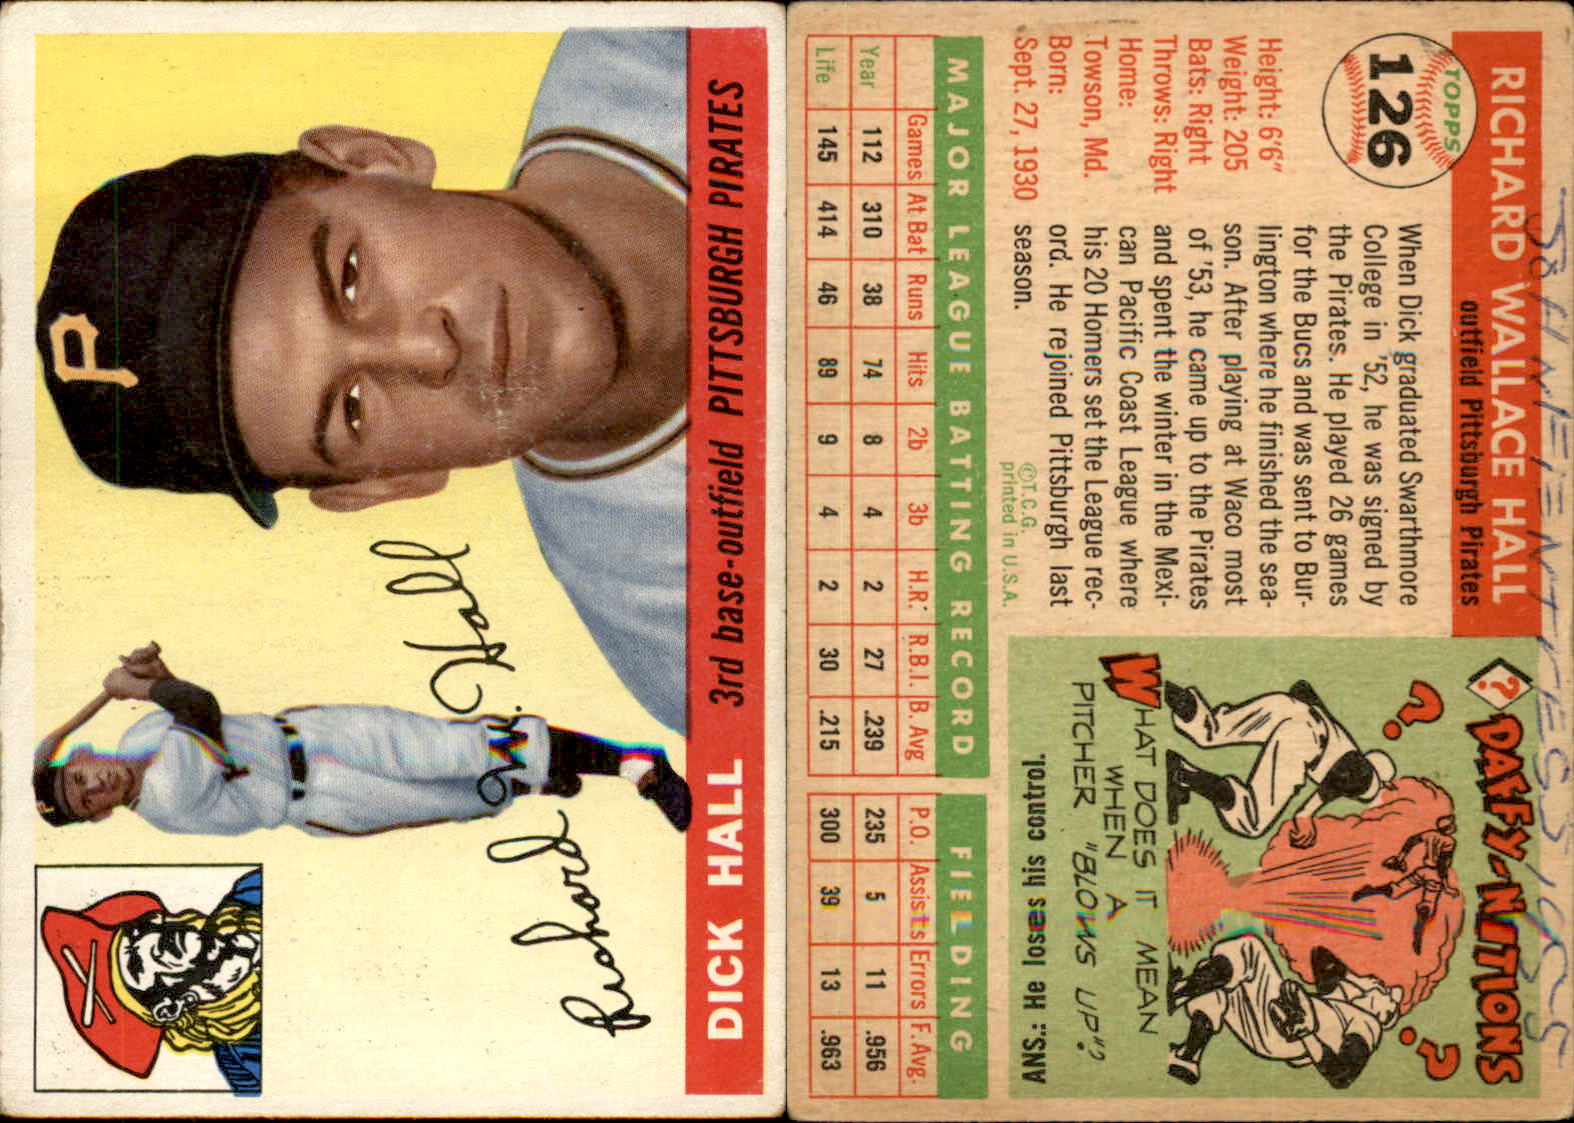 DICK HALL
3rd base-outfield PITTSBURGH PIRATES
Richard W. Hall
P
TOPPS
126
RICHARD WALLACE HALL
outfield Pittsburgh Pirates
Height: 6'6"
Weight: 205
Bats: Right
Throws: Right
Home:
Towson, Md.
Born:
Sept. 27, 1930
When Dick graduated Swarthmore
College in '52, he was signed by
the Pirates. He played 26 games
for the Bucs and was sent to Bur-
lington where he finished the sea-
son. After playing at Waco most
of '53, he came up to the Pirates
and spent the winter in the Mexi-
can Pacific Coast League where
his 20 Homers set the League rec-
ord. He rejoined Pittsburgh last
season.
©T.C.G.
printed in U.S.A.
? DAFFY-NITIONS
? ?
WHAT DOES IT MEAN
WHEN A
PITCHER "BLOWS UP"?
ANS.: He loses his control.
MAJOR LEAGUE BATTING RECORD FIELDING
Games At Bat Runs Hits 2b 3b H.R. R.B.I. B. Avg P.O. Assists Errors F. Avg.
Year 112 310 38 74 8 4 2 27 .239 235 5 11 .956
Life 145 414 46 89 9 4 2 30 .215 300 39 13 .963